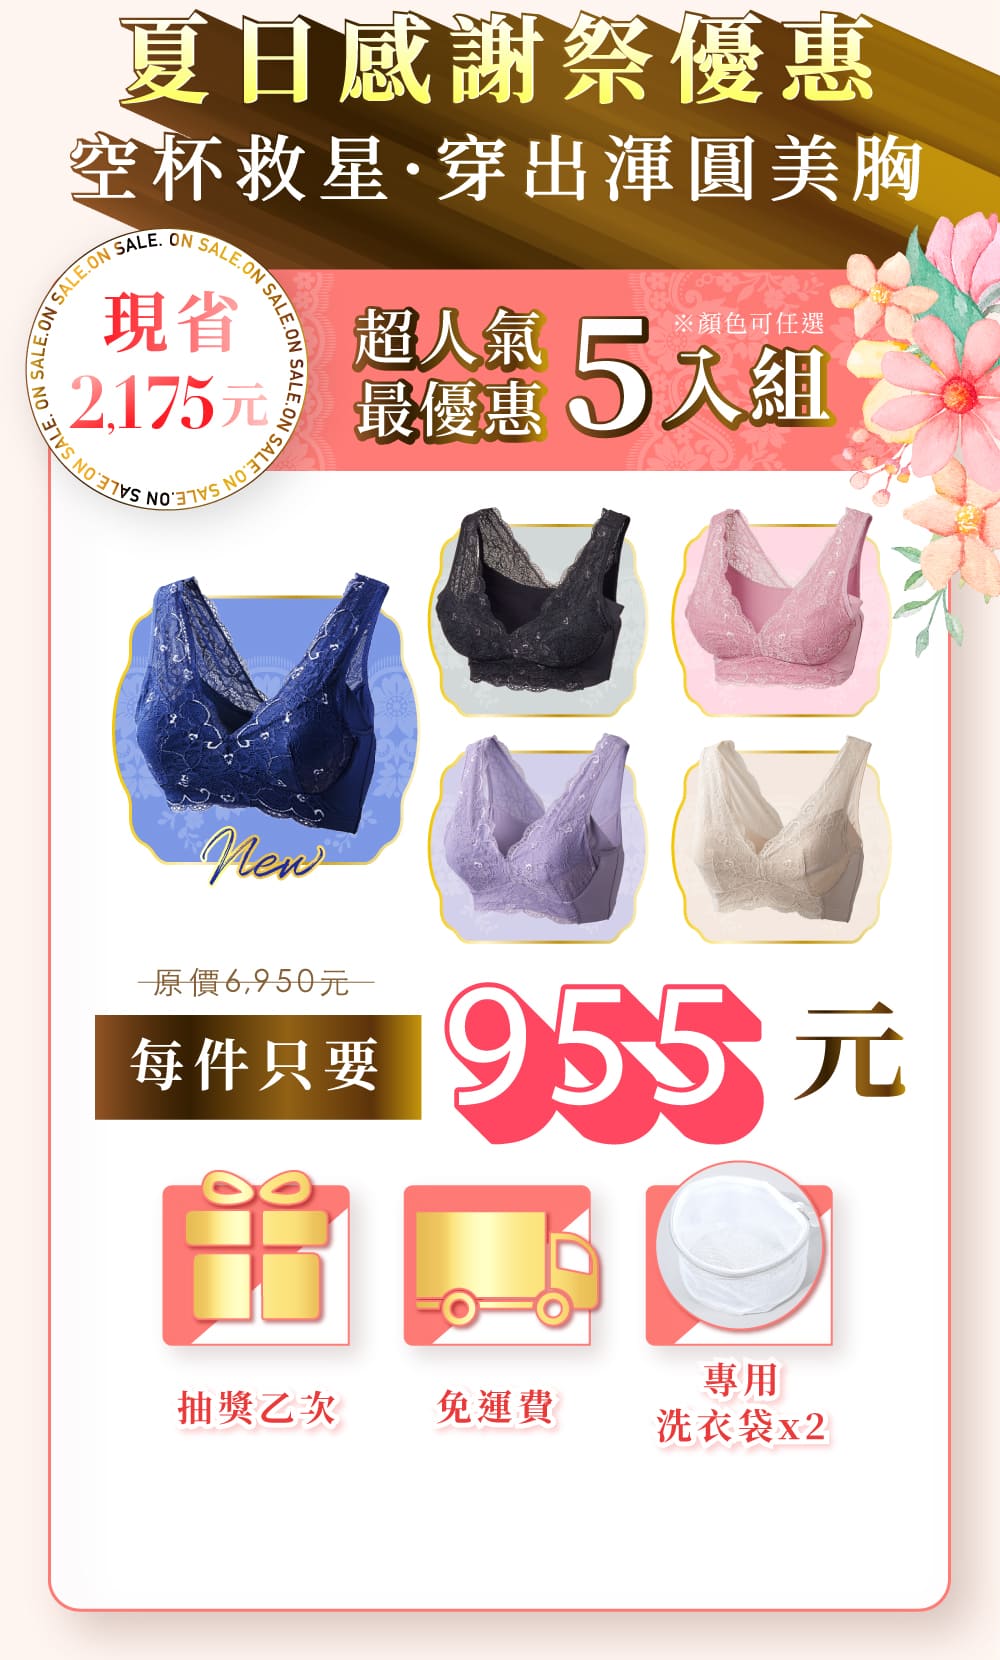 夏日感謝祭優惠
空杯救星·穿出渾圓美胸
ON SALE. ON SALE. ON SALE. ON SALE. ON SALE. ON SALE. ON SALE. ON SALE. ON SALE.
現省
2,175元
超人氣
最優惠
5入組
※顏色可任選
New
原價6,950元
每件只要
955元
抽獎乙次
免運費
專用
洗衣袋x2